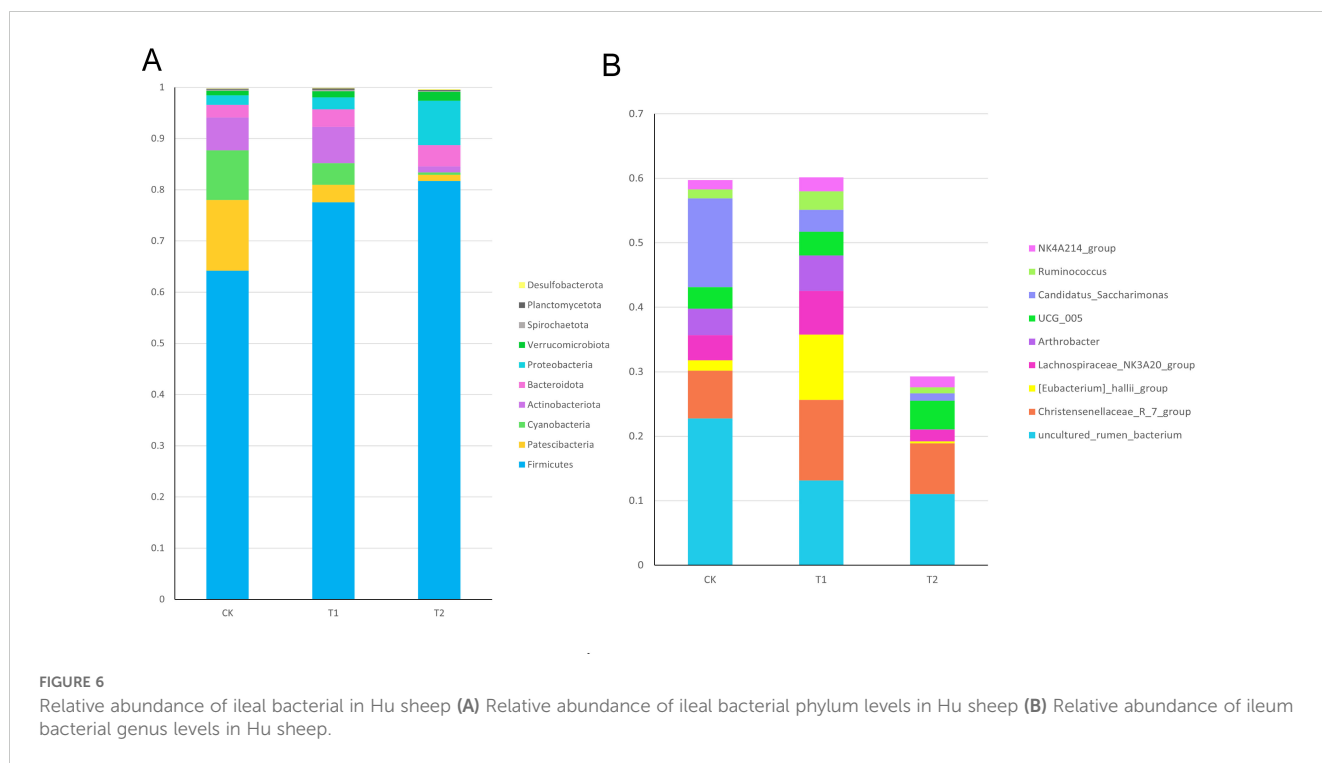 A
1
0.9
0.8
0.7
0.6
0.5
0.4
0.3
0.2
0.1
0
CK T1 T2
Desulfobacterota
Planctomycetota
Spirochaetota
Verrucomicrobiota
Proteobacteria
Bacteroidota
Actinobacteriota
Cyanobacteria
Patescibacteria
Firmicutes
B
0.7
0.6
0.5
0.4
0.3
0.2
0.1
0
CK T1 T2
NK4A214_group
Ruminococcus
Candidatus_Saccharimonas
UCG_005
Arthrobacter
Lachnospiraceae_NK3A20_group
[Eubacterium]_hallii_group
Christensenellaceae_R_7_group
uncultured_rumen_bacterium
FIGURE 6
Relative abundance of ileal bacterial in Hu sheep (A) Relative abundance of ileal bacterial phylum levels in Hu sheep (B) Relative abundance of ileum
bacterial genus levels in Hu sheep.